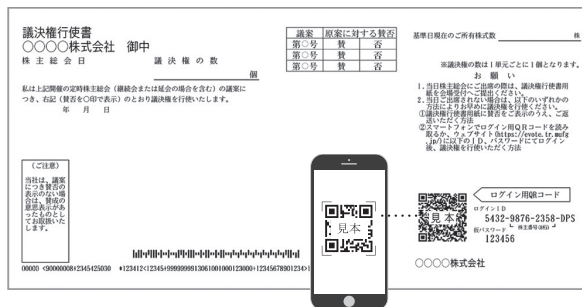 議決権行使書
〇〇〇〇株式会社 御中
株主総会日 議決権の数
個
私は上記開催の定時株主総会（継続会または延会の場合を含む）の議案に
つき、右記（賛否を〇印で表示）のとおり議決権を行使いたします。
年 月 日
議案 原案に対する賛否
第〇号 賛 否
第〇号 賛 否
第〇号 賛 否
基準日現在のご所有株式数 株
※議決権の数は1単元ごとに1個となります。
お願い
1. 当日株主総会にご出席の際は、議決権行使書用
紙を会場受付へご提出ください。
2. 当日ご出席されない場合は、以下のいずれかの
方法によりお早めに議決権を行使ください。
①議決権行使書用紙に賛否をご表示のうえ、ご返
送いただく方法
②スマートフォンでログイン用QRコードを読み
取るか、ウェブサイト(https://evote.tr.mufg
.jp/)に以下のID、パスワードにてログイン
後、議決権を行使いただく方法
（ご注意）
当社は、議案
につき賛否の
表示のない場
合は、賛成の
意思表示があ
ったものとし
てお取扱いた
します。
見本
見本
ログイン用QRコード
ログインID
5432-9876-2358-DPS
株主番号(8桁)
仮パスワード
123456
〇〇〇〇株式会社